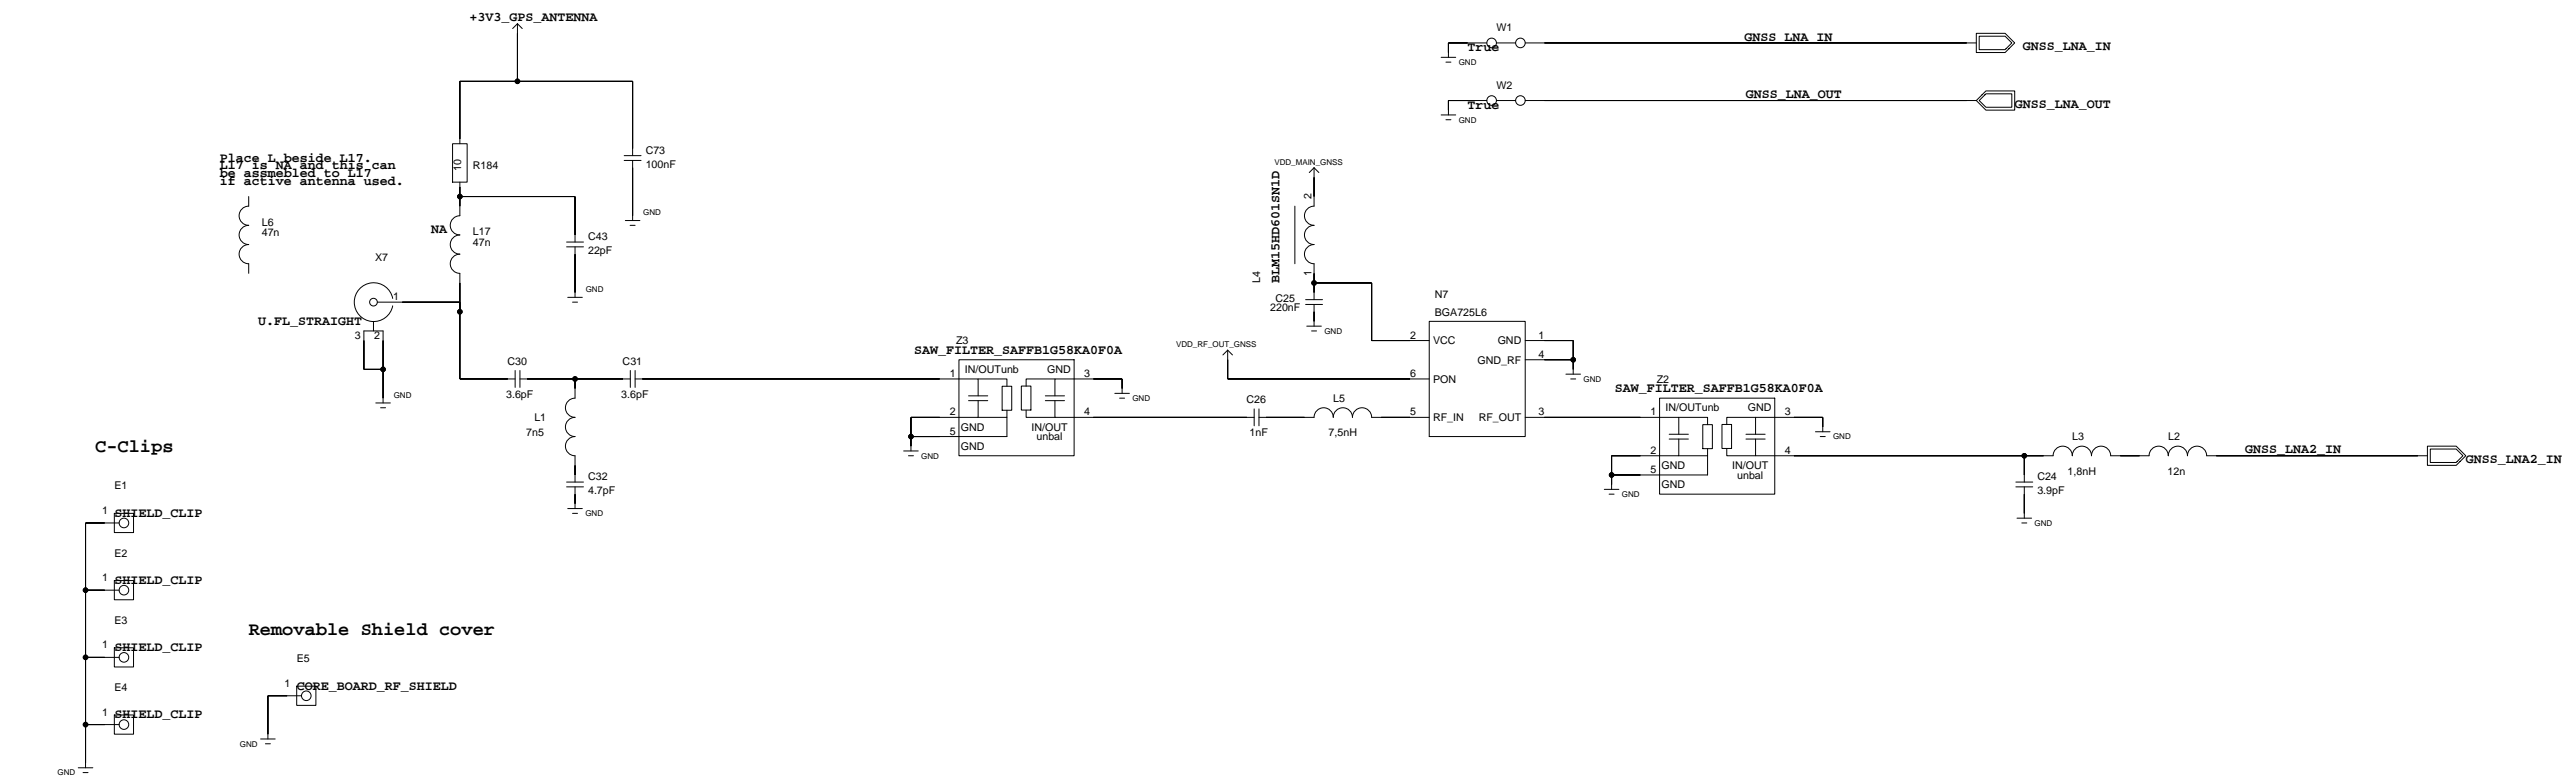 +3V3_GPS_ANTENNA
W1
True
GND
GNSS_LNA_IN
GNSS_LNA_IN
W2
True
GND
GNSS_LNA_OUT
GNSS_LNA_OUT
Place L beside L17.
L17 is NA and this can
be assmebled to L17
if active antenna used.
10
R184
C73
100nF
GND
L6
47n
NA
L17
47n
C43
22pF
GND
X7
1
U.FL_STRAIGHT
3
2
GND
C30
3.6pF
C31
3.6pF
L1
7n5
C32
4.7pF
GND
VDD_MAIN_GNSS
2
BLM15HD601SN1D
L4
1
C25
220nF
GND
VDD_RF_OUT_GNSS
N7
BGA725L6
2
VCC
GND
1
GND_RF
4
GND
6
PON
5
RF_IN
RF_OUT
3
Z3
SAW_FILTER_SAFFB1G58KA0F0A
1
IN/OUTunb
GND
3
GND
2
GND
5
GND
GND
IN/OUT
unbal
4
C26
1nF
L5
7,5nH
Z2
SAW_FILTER_SAFFB1G58KA0F0A
1
IN/OUTunb
GND
3
GND
2
GND
5
GND
GND
IN/OUT
unbal
4
L3
1,8nH
L2
12n
GNSS_LNA2_IN
GNSS_LNA2_IN
C24
3.9pF
GND
C-Clips
E1
1
SHIELD_CLIP
E2
1
SHIELD_CLIP
E3
1
SHIELD_CLIP
E4
1
SHIELD_CLIP
GND
Removable Shield cover
E5
1
CORE_BOARD_RF_SHIELD
GND